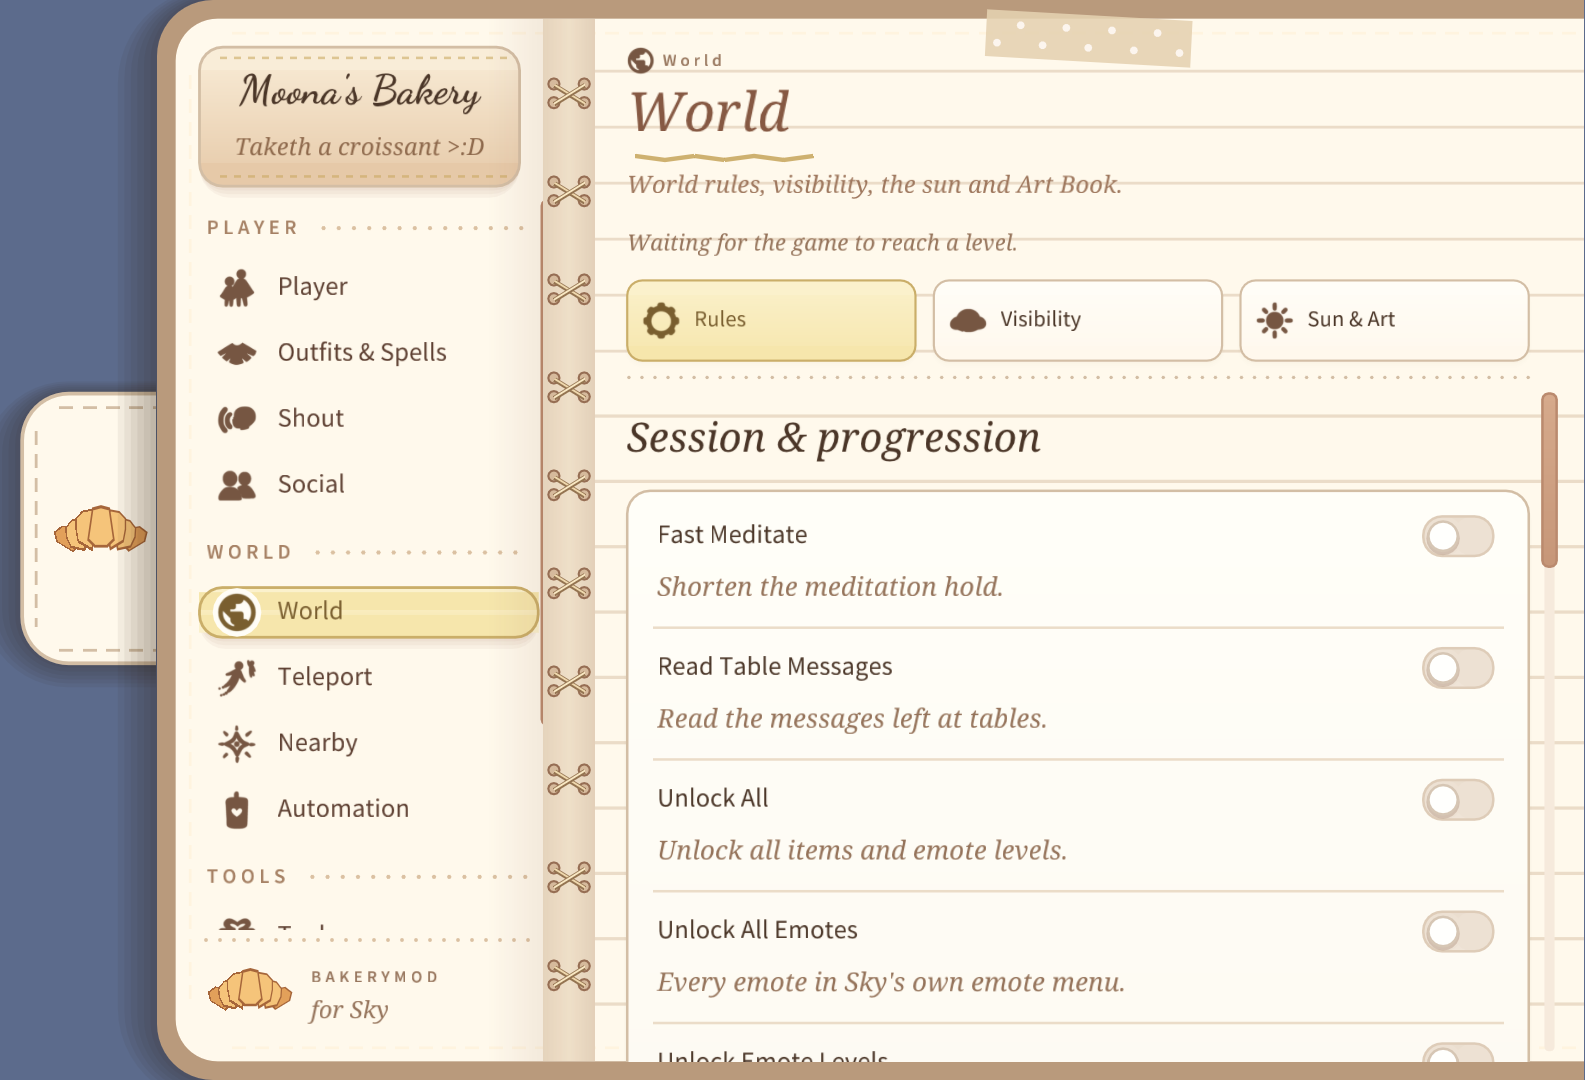 Moona's Bakery
Taketh a croissant >:D
PLAYER
Player
Outfits & Spells
Shout
Social
WORLD
World
Teleport
Nearby
Automation
TOOLS
BAKERYMOD
for Sky
World
World
World rules, visibility, the sun and Art Book.
Waiting for the game to reach a level.
Rules
Visibility
Sun & Art
Session & progression
Fast Meditate
Shorten the meditation hold.
Read Table Messages
Read the messages left at tables.
Unlock All
Unlock all items and emote levels.
Unlock All Emotes
Every emote in Sky's own emote menu.
Unlock Emote Levels